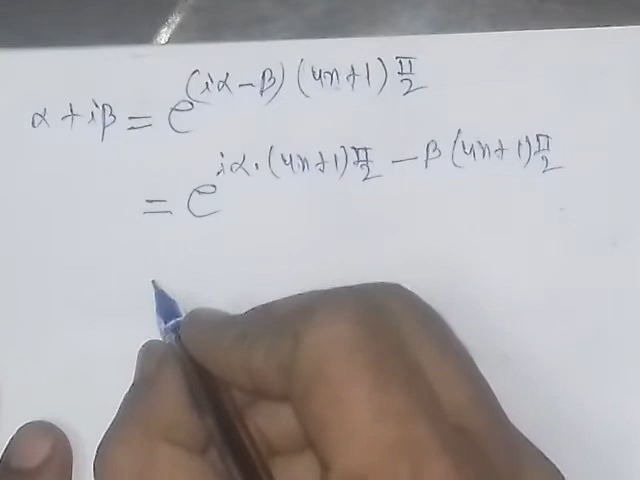 α + iβ = e^{(iα - β)(4n+1)π/2}
= e^{iα·(4n+1)π/2 - β(4n+1)π/2}